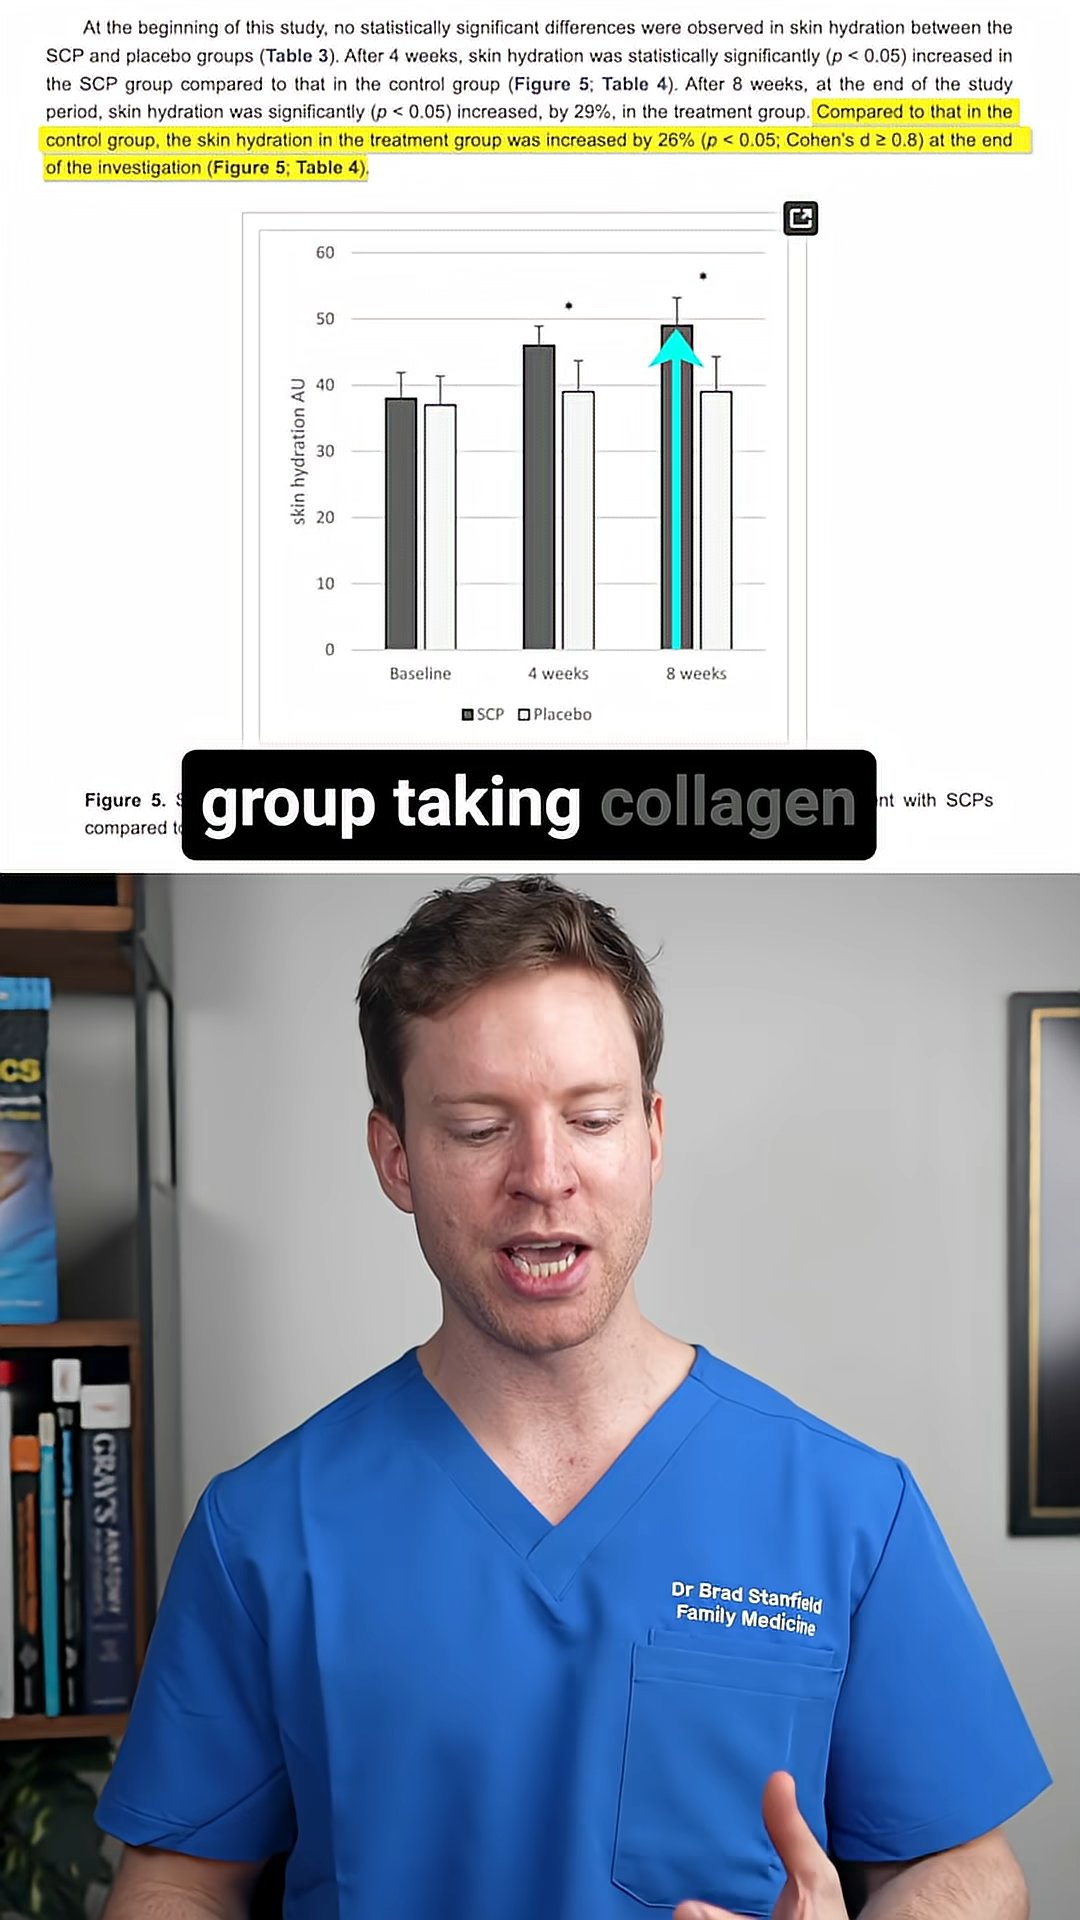 At the beginning of this study, no statistically significant differences were observed in skin hydration between the
SCP and placebo groups (Table 3). After 4 weeks, skin hydration was statistically significantly (p < 0.05) increased in
the SCP group compared to that in the control group (Figure 5; Table 4). After 8 weeks, at the end of the study
period, skin hydration was significantly (p < 0.05) increased, by 29%, in the treatment group. Compared to that in the
control group, the skin hydration in the treatment group was increased by 26% (p < 0.05; Cohen's d ≥ 0.8) at the end
of the investigation (Figure 5; Table 4).
60
50
40
30
20
10
0
skin hydration AU
* *
Baseline 4 weeks 8 weeks
SCP Placebo
group taking collagen
Figure 5. with SCPs
compared
CS
GRAY'S ANATOMY
Dr Brad Stanfield
Family Medicine